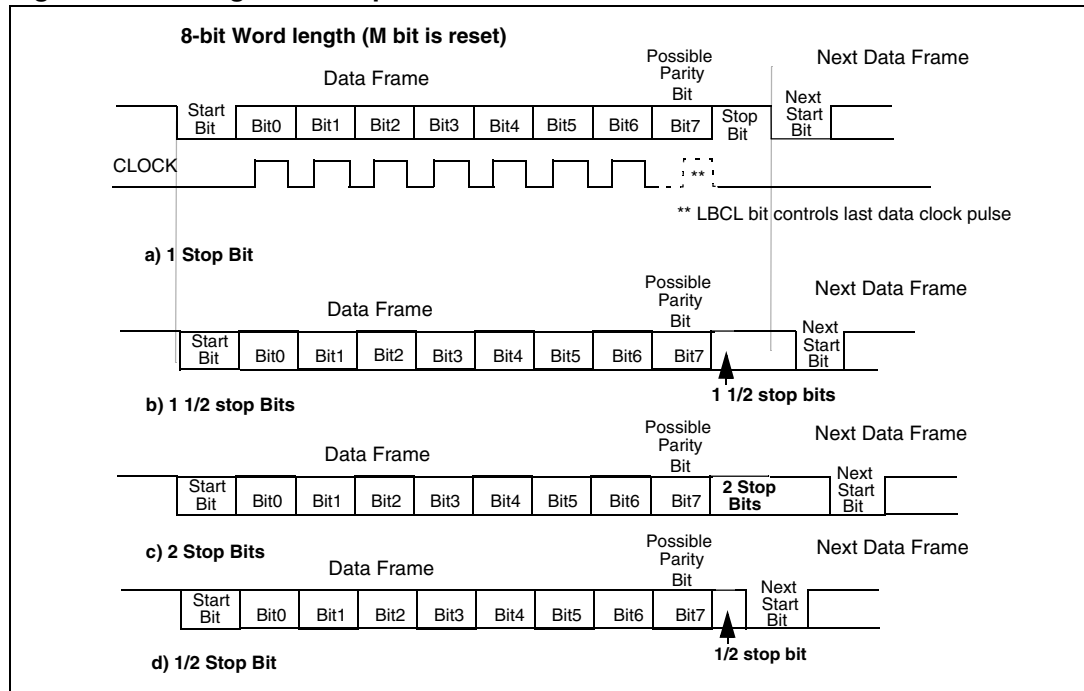 8-bit Word length (M bit is reset)
Possible
Parity
Bit
Next Data Frame
Data Frame
Start
Bit
Bit0
Bit1
Bit2
Bit3
Bit4
Bit5
Bit6
Bit7
Stop
Bit
Next
Start
Bit
CLOCK
**
** LBCL bit controls last data clock pulse
a) 1 Stop Bit
Possible
Parity
Bit
Next Data Frame
Data Frame
Start
Bit
Bit0
Bit1
Bit2
Bit3
Bit4
Bit5
Bit6
Bit7
Next
Start
Bit
1 1/2 stop bits
b) 1 1/2 stop Bits
Possible
Parity
Bit
Next Data Frame
Data Frame
Start
Bit
Bit0
Bit1
Bit2
Bit3
Bit4
Bit5
Bit6
Bit7
2 Stop
Bits
Next
Start
Bit
c) 2 Stop Bits
Possible
Parity
Bit
Next Data Frame
Data Frame
Start
Bit
Bit0
Bit1
Bit2
Bit3
Bit4
Bit5
Bit6
Bit7
Next
Start
Bit
1/2 stop bit
d) 1/2 Stop Bit